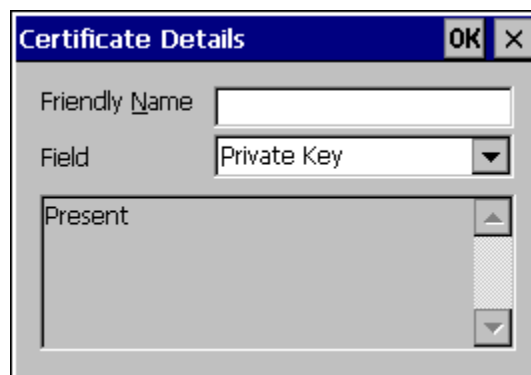 Certificate Details OK ×
Friendly Name
Field Private Key
Present